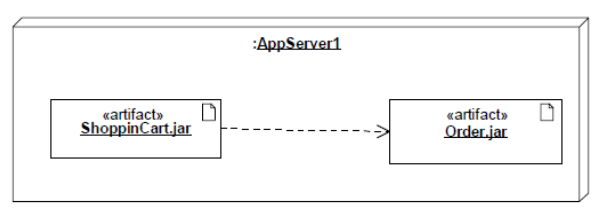 :AppServer1
«artifact»
ShoppinCart.jar
«artifact»
Order.jar